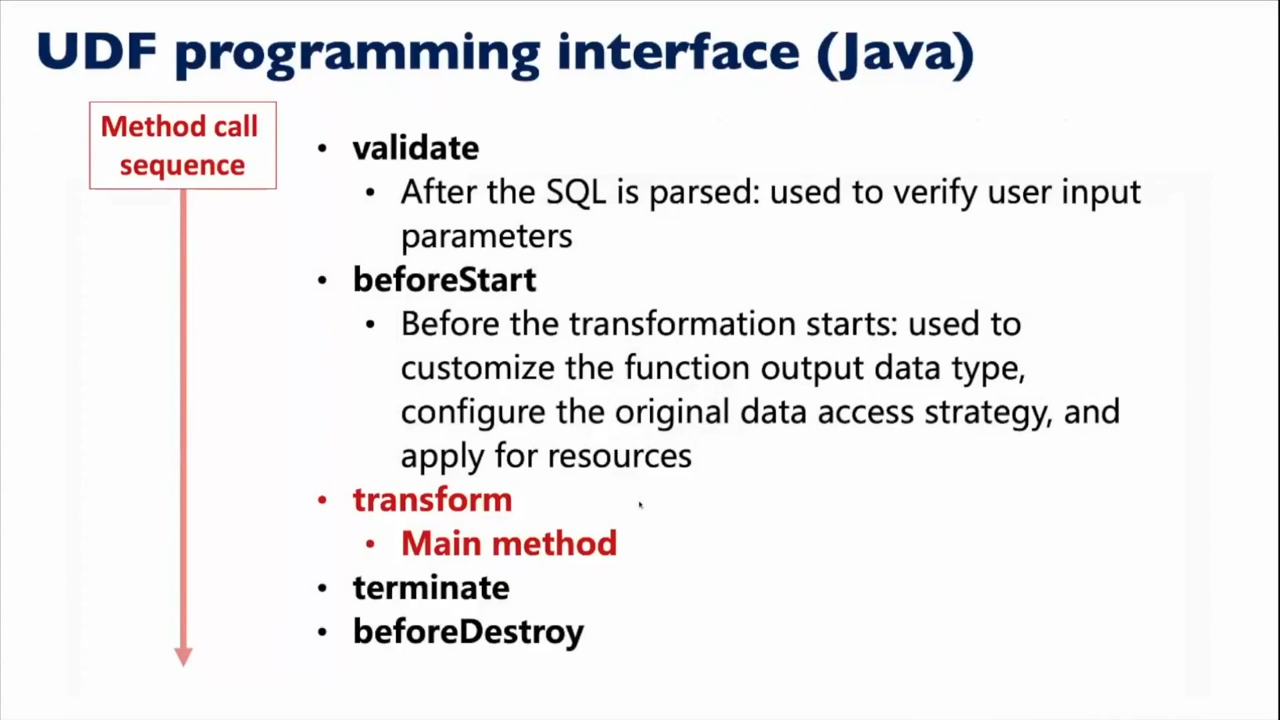 UDF programming interface (Java)
Method call
sequence
• validate
• After the SQL is parsed: used to verify user input
parameters
• beforeStart
• Before the transformation starts: used to
customize the function output data type,
configure the original data access strategy, and
apply for resources
• transform
• Main method
• terminate
• beforeDestroy